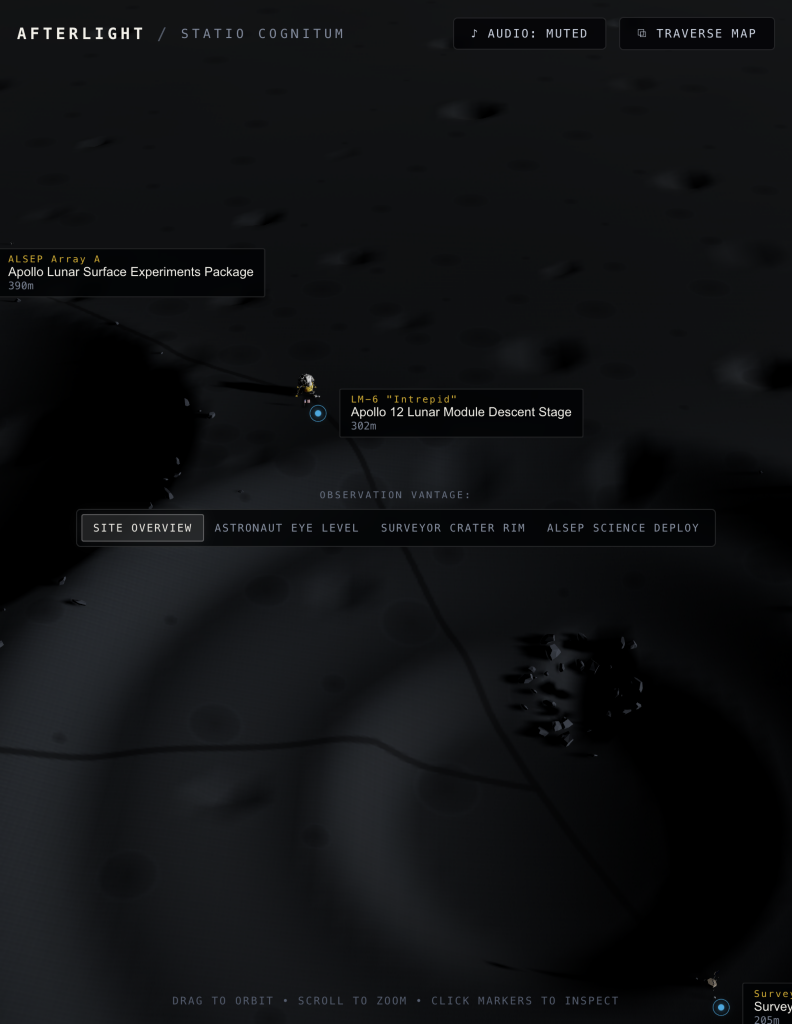 AFTERLIGHT / STATIO COGNITUM
♪ AUDIO: MUTED
TRAVERSE MAP
ALSEP Array A
Apollo Lunar Surface Experiments Package
390m
LM-6 "Intrepid"
Apollo 12 Lunar Module Descent Stage
302m
OBSERVATION VANTAGE:
SITE OVERVIEW
ASTRONAUT EYE LEVEL
SURVEYOR CRATER RIM
ALSEP SCIENCE DEPLOY
Survey
Survey
205m
DRAG TO ORBIT • SCROLL TO ZOOM • CLICK MARKERS TO INSPECT